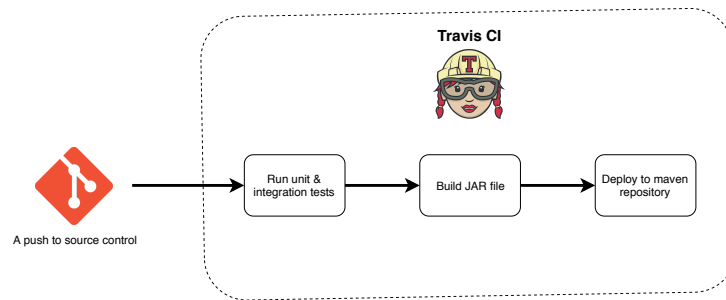 Travis CI
T
Run unit &
integration tests
Build JAR file
Deploy to maven
repository
A push to source control